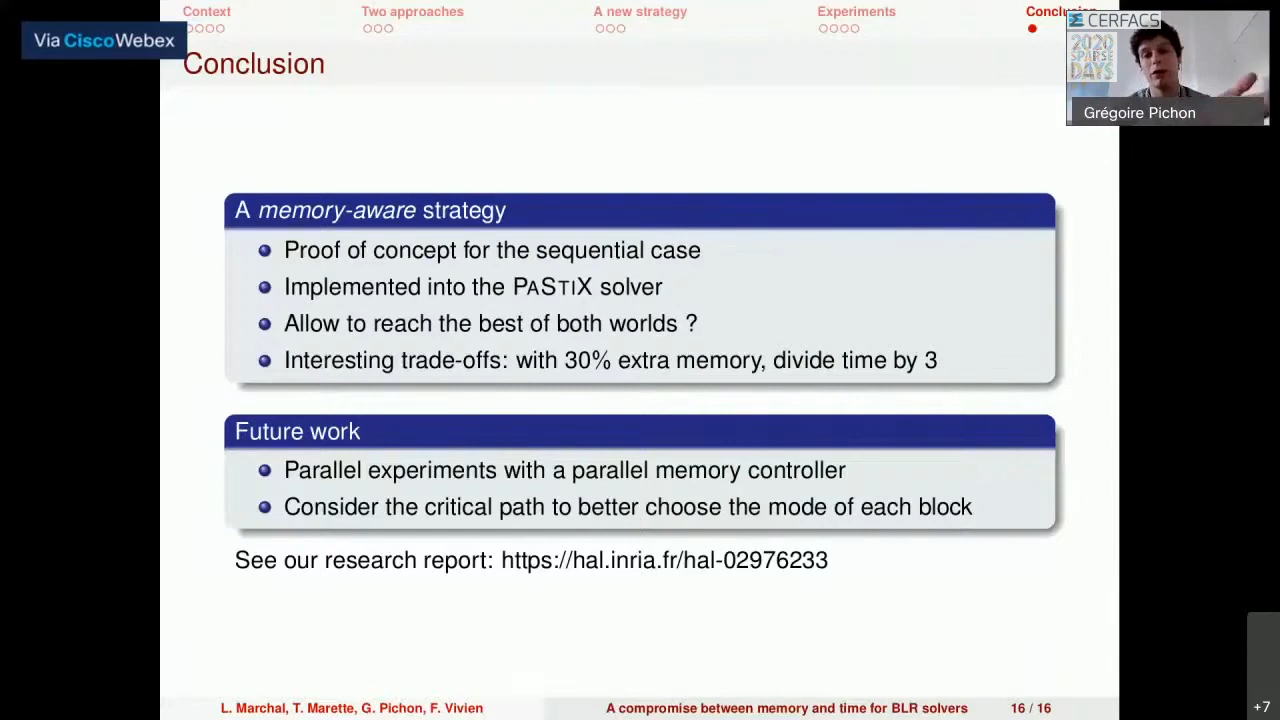 Context
Two approaches
A new strategy
Experiments
Conclusion
Via CiscoWebex
Conclusion
CERFACS
2020
SPARSE
DAYS
Grégoire Pichon
A memory-aware strategy
Proof of concept for the sequential case
Implemented into the PASTIX solver
Allow to reach the best of both worlds ?
Interesting trade-offs: with 30% extra memory, divide time by 3
Future work
Parallel experiments with a parallel memory controller
Consider the critical path to better choose the mode of each block
See our research report: https://hal.inria.fr/hal-02976233
L. Marchal, T. Marette, G. Pichon, F. Vivien
A compromise between memory and time for BLR solvers
16 / 16
+7